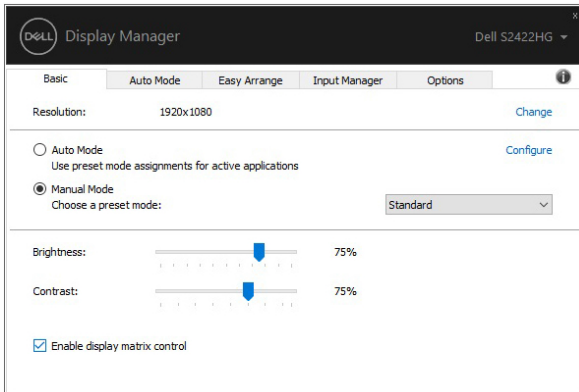 x
DELL Display Manager Dell S2422HG
Basic Auto Mode Easy Arrange Input Manager Options i
Resolution: 1920x1080 Change
Auto Mode Configure
Use preset mode assignments for active applications
Manual Mode
Choose a preset mode: Standard
Brightness: 75%
Contrast: 75%
Enable display matrix control